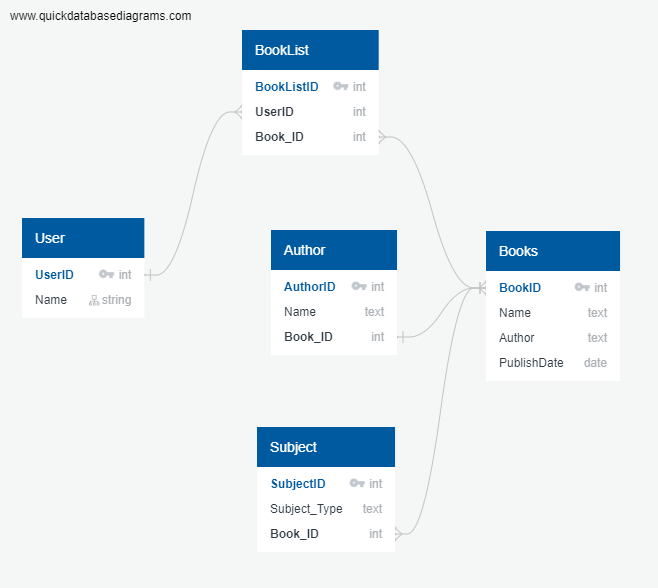 www.quickdatabasediagrams.com
BookList
BookListID int
UserID int
Book_ID int
User
UserID int
Name string
Author
AuthorID int
Name text
Book_ID int
Books
BookID int
Name text
Author text
PublishDate date
Subject
SubjectID int
Subject_Type text
Book_ID int